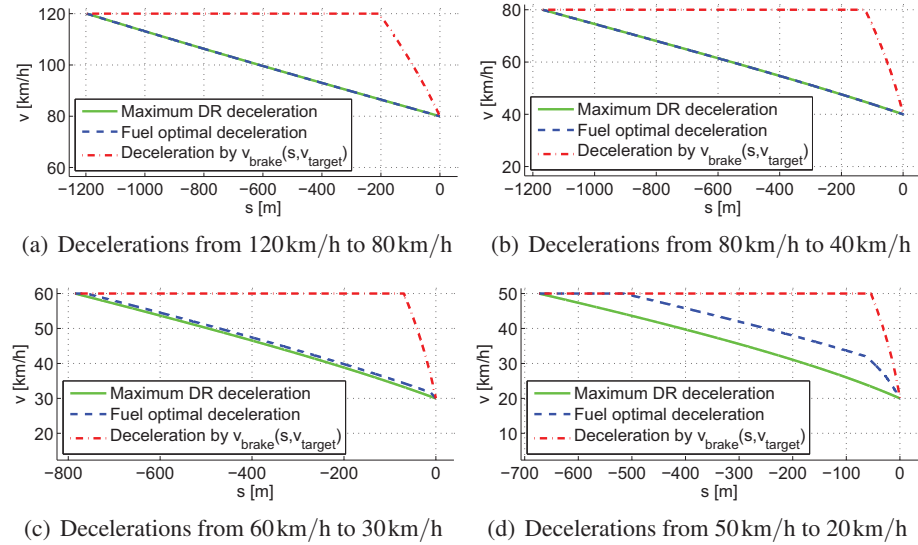 120
100
80
60
v [km/h]
Maximum DR deceleration
Fuel optimal deceleration
Deceleration by v_brake(s,v_target)
−1200 −1000 −800 −600 −400 −200 0
s [m]
(a) Decelerations from 120 km/h to 80 km/h
80
60
40
20
v [km/h]
Maximum DR deceleration
Fuel optimal deceleration
Deceleration by v_brake(s,v_target)
−1200 −1000 −800 −600 −400 −200 0
s [m]
(b) Decelerations from 80 km/h to 40 km/h
60
50
40
30
20
v [km/h]
Maximum DR deceleration
Fuel optimal deceleration
Deceleration by v_brake(s,v_target)
−800 −600 −400 −200 0
s [m]
(c) Decelerations from 60 km/h to 30 km/h
50
40
30
20
10
v [km/h]
Maximum DR deceleration
Fuel optimal deceleration
Deceleration by v_brake(s,v_target)
−700 −600 −500 −400 −300 −200 −100 0
s [m]
(d) Decelerations from 50 km/h to 20 km/h